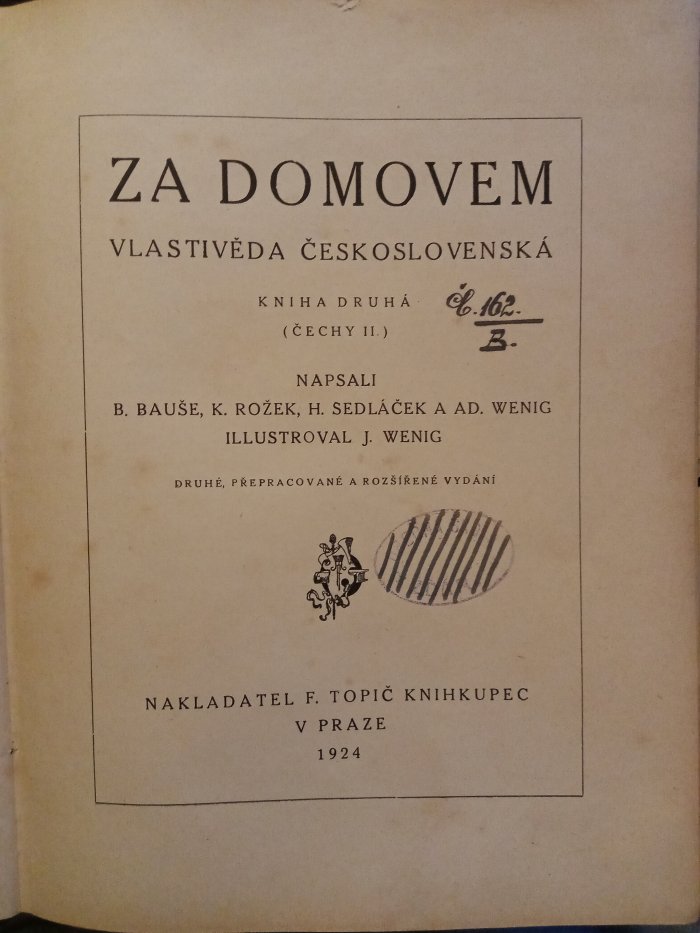 ZA DOMOVEM
VLASTIVĚDA ČESKOSLOVENSKÁ
KNIHA DRUHÁ
(ČECHY II.)
Č. 162.
B.
NAPSALI
B. BAUŠE, K. ROŽEK, H. SEDLÁČEK A AD. WENIG
ILLUSTROVAL J. WENIG
DRUHÉ, PŘEPRACOVANÉ A ROZŠÍŘENÉ VYDÁNÍ
NAKLADATEL F. TOPIČ KNIHKUPEC
V PRAZE
1924